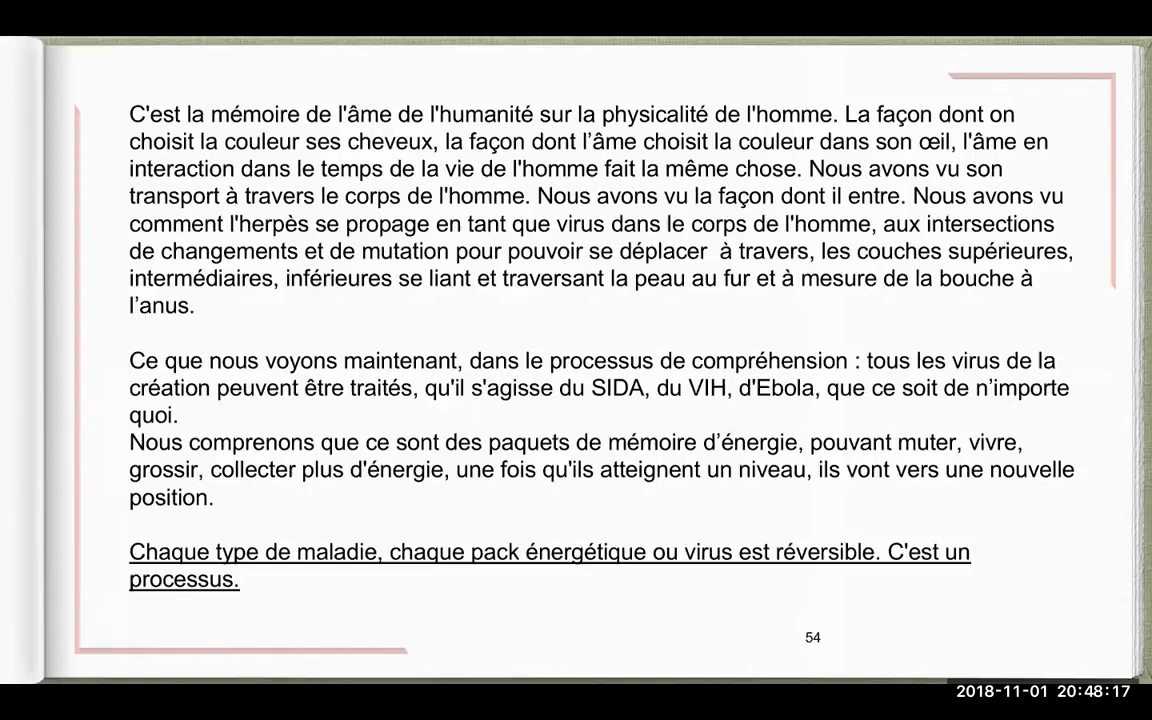 C'est la mémoire de l'âme de l'humanité sur la physicalité de l'homme. La façon dont on
choisit la couleur ses cheveux, la façon dont l’âme choisit la couleur dans son œil, l'âme en
interaction dans le temps de la vie de l'homme fait la même chose. Nous avons vu son
transport à travers le corps de l'homme. Nous avons vu la façon dont il entre. Nous avons vu
comment l'herpès se propage en tant que virus dans le corps de l'homme, aux intersections
de changements et de mutation pour pouvoir se déplacer  à travers, les couches supérieures,
intermédiaires, inférieures se liant et traversant la peau au fur et à mesure de la bouche à
l’anus.
Ce que nous voyons maintenant, dans le processus de compréhension : tous les virus de la
création peuvent être traités, qu'il s'agisse du SIDA, du VIH, d'Ebola, que ce soit de n’importe
quoi.
Nous comprenons que ce sont des paquets de mémoire d’énergie, pouvant muter, vivre,
grossir, collecter plus d'énergie, une fois qu'ils atteignent un niveau, ils vont vers une nouvelle
position.
Chaque type de maladie, chaque pack énergétique ou virus est réversible. C'est un
processus.
54
2018-11-01 20:48:17